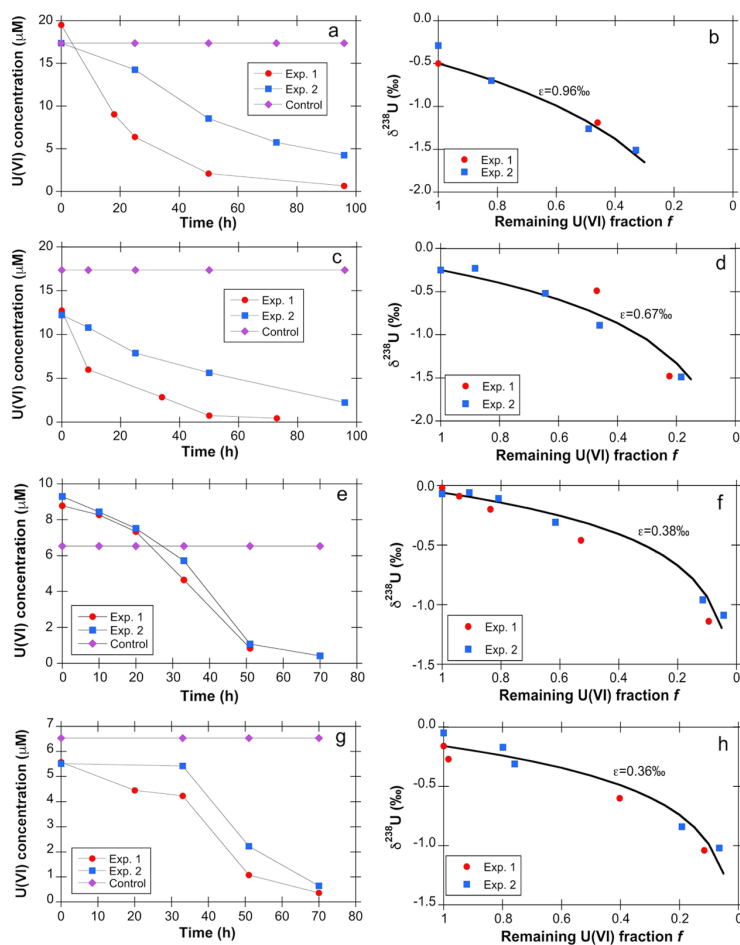 a
U(VI) concentration (µM)
20
15
10
5
0
Exp. 1
Exp. 2
Control
0 20 40 60 80 100
Time (h)
b
δ²³⁸U (‰)
0.0
-0.5
-1.0
-1.5
-2.0
ε=0.96‰
Exp. 1
Exp. 2
1 0.8 0.6 0.4 0.2 0
Remaining U(VI) fraction f
c
U(VI) concentration (µM)
20
15
10
5
0
Exp. 1
Exp. 2
Control
0 20 40 60 80 100
Time (h)
d
δ²³⁸U (‰)
0.0
-0.5
-1.0
-1.5
-2.0
ε=0.67‰
Exp. 1
Exp. 2
1 0.8 0.6 0.4 0.2 0
Remaining U(VI) fraction f
e
U(VI) concentration (µM)
10
8
6
4
2
0
Exp. 1
Exp. 2
Control
0 10 20 30 40 50 60 70 80
Time (h)
f
δ²³⁸U (‰)
0.0
-0.5
-1.0
-1.5
ε=0.38‰
Exp. 1
Exp. 2
1 0.8 0.6 0.4 0.2 0
Remaining U(VI) fraction f
g
U(VI) concentration (µM)
7
6
5
4
3
2
1
0
Exp. 1
Exp. 2
Control
0 10 20 30 40 50 60 70 80
Time (h)
h
δ²³⁸U (‰)
0.0
-0.5
-1.0
-1.5
ε=0.36‰
Exp. 1
Exp. 2
1 0.8 0.6 0.4 0.2 0
Remaining U(VI) fraction f